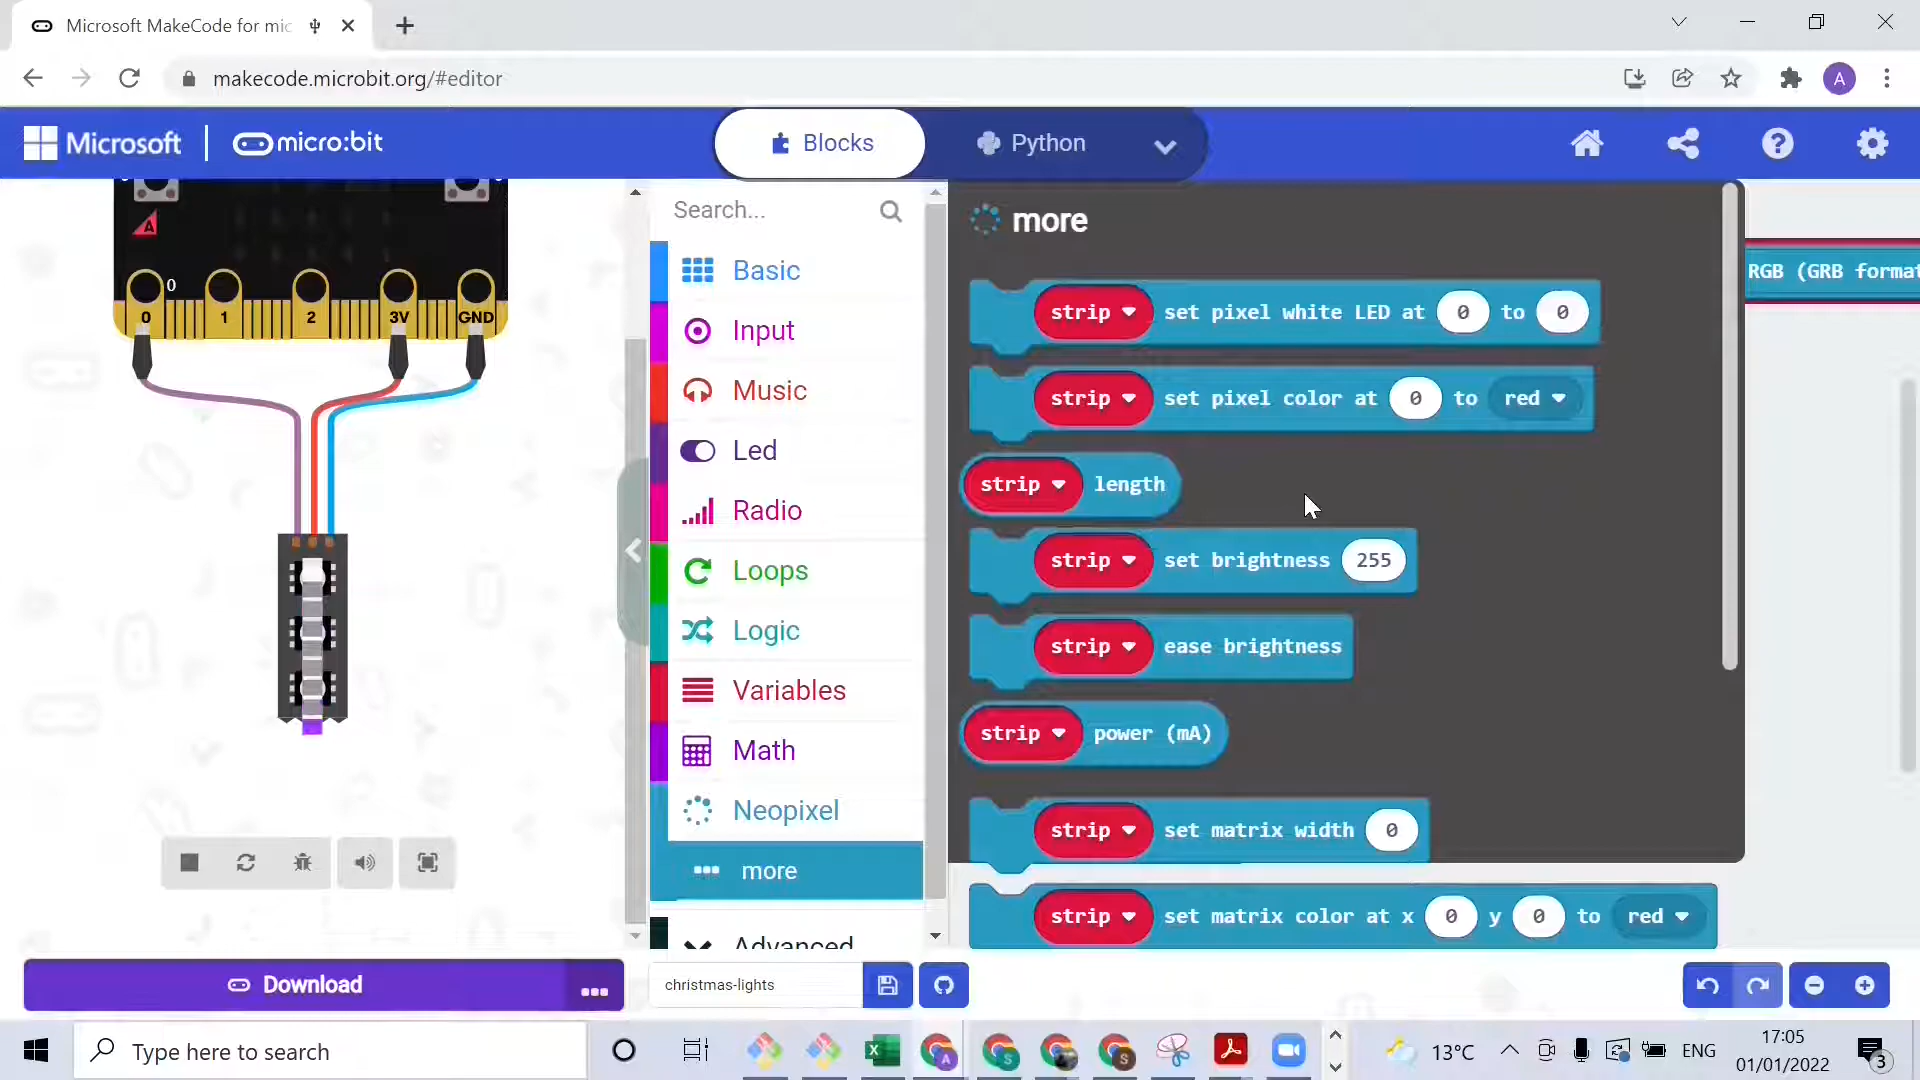 Microsoft MakeCode for mic
makecode.microbit.org/#editor
A
Microsoft
micro:bit
Blocks
Python
A
0
0 1 2 3V GND
Search...
Basic
Input
Music
Led
Radio
Loops
Logic
Variables
Math
Neopixel
more
Advanced
more
strip set pixel white LED at 0 to 0
strip set pixel color at 0 to red
strip length
strip set brightness 255
strip ease brightness
strip power (mA)
strip set matrix width 0
strip set matrix color at x 0 y 0 to red
RGB (GRB format
Download
christmas-lights
Type here to search
A
S
S
13°C
ENG
17:05
01/01/2022
3